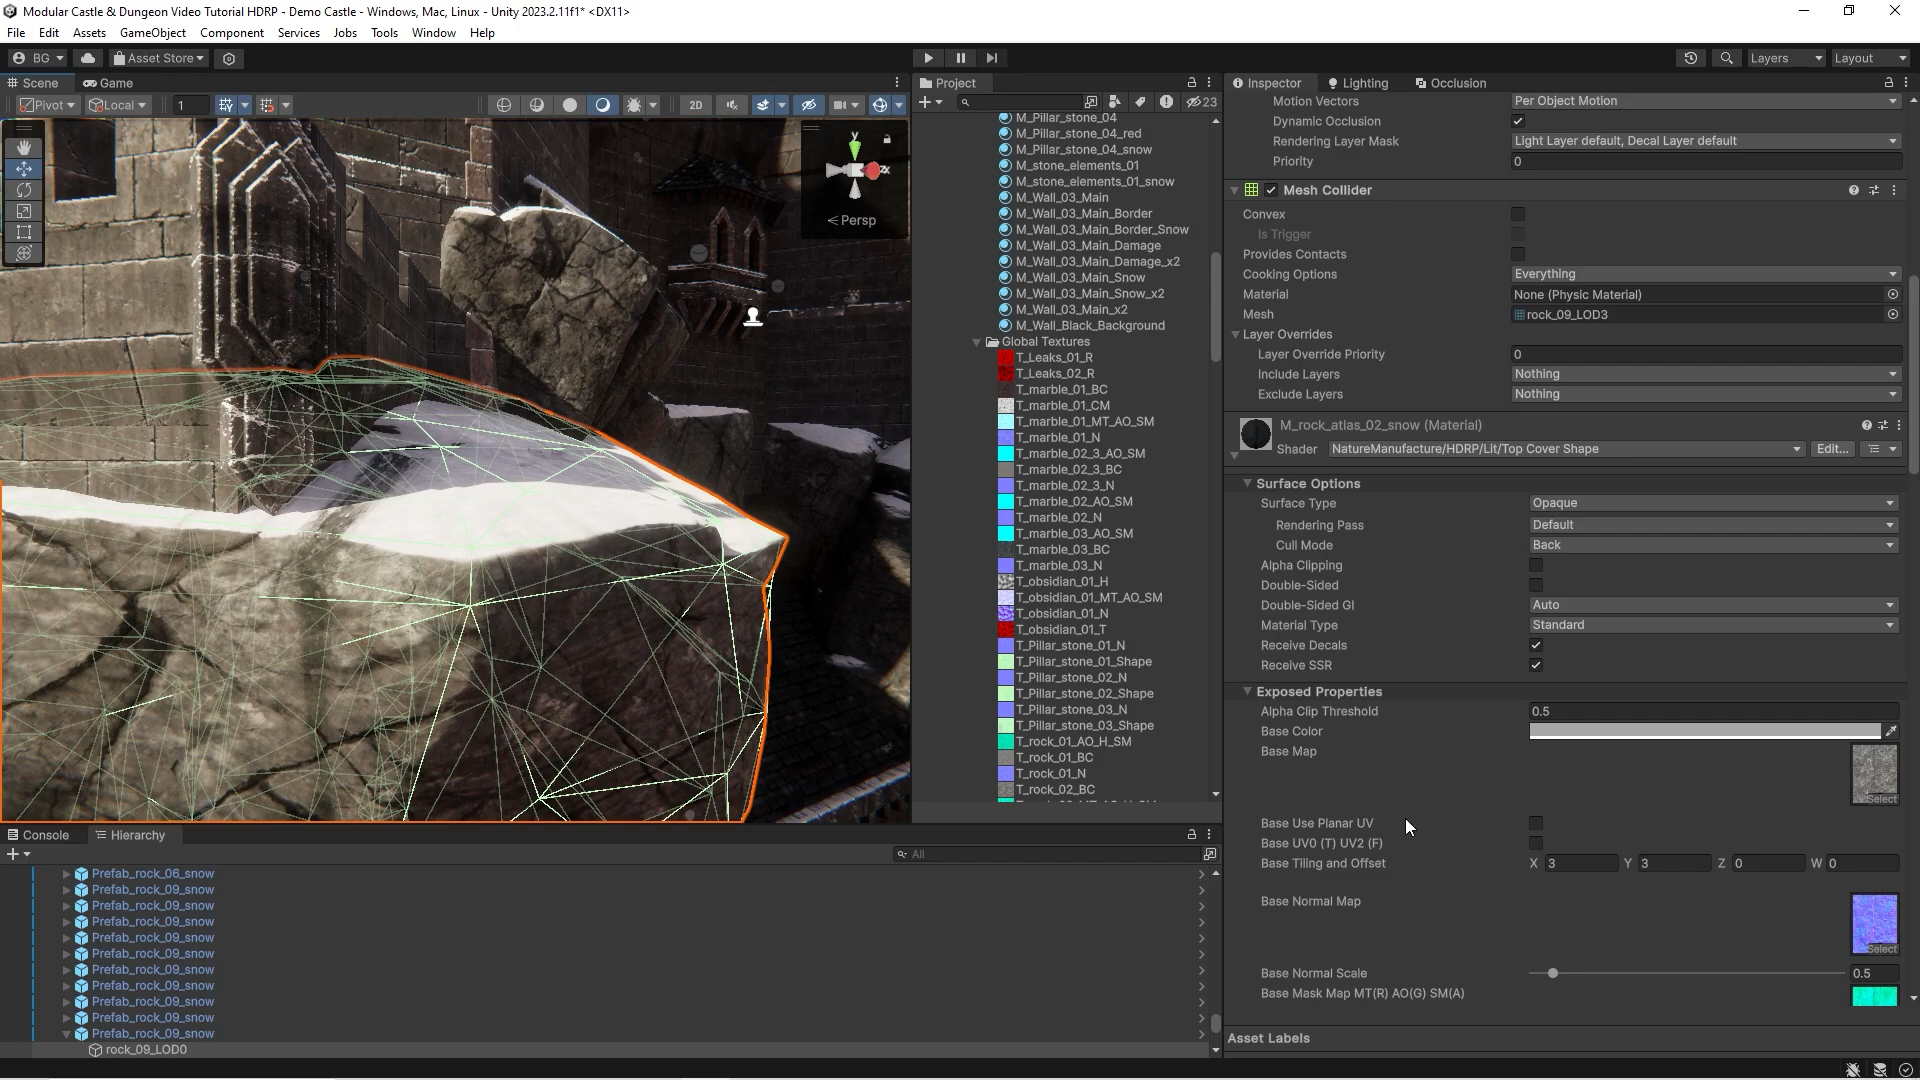 Modular Castle & Dungeon Video Tutorial HDRP - Demo Castle - Windows, Mac, Linux - Unity 2023.2.11f1* <DX11>
File Edit Assets GameObject Component Services Jobs Tools Window Help
BG Asset Store Layers Layout
Scene Game
Pivot Local 1 2D
Y
Persp
Project
23
M_Pillar_stone_04
M_Pillar_stone_04_red
M_Pillar_stone_04_snow
M_stone_elements_01
M_stone_elements_01_snow
M_Wall_03_Main
M_Wall_03_Main_Border
M_Wall_03_Main_Border_Snow
M_Wall_03_Main_Damage
M_Wall_03_Main_Damage_x2
M_Wall_03_Main_Snow
M_Wall_03_Main_Snow_x2
M_Wall_03_Main_x2
M_Wall_Black_Background
Global Textures
T_Leaks_01_R
T_Leaks_02_R
T_marble_01_BC
T_marble_01_CM
T_marble_01_MT_AO_SM
T_marble_01_N
T_marble_02_3_AO_SM
T_marble_02_3_BC
T_marble_02_3_N
T_marble_02_AO_SM
T_marble_02_N
T_marble_03_AO_SM
T_marble_03_BC
T_marble_03_N
T_obsidian_01_H
T_obsidian_01_MT_AO_SM
T_obsidian_01_N
T_obsidian_01_T
T_Pillar_stone_01_N
T_Pillar_stone_01_Shape
T_Pillar_stone_02_N
T_Pillar_stone_02_Shape
T_Pillar_stone_03_N
T_Pillar_stone_03_Shape
T_rock_01_AO_H_SM
T_rock_01_BC
T_rock_01_N
T_rock_02_BC
Inspector Lighting Occlusion
Motion Vectors Per Object Motion
Dynamic Occlusion
Rendering Layer Mask Light Layer default, Decal Layer default
Priority 0
Mesh Collider
Convex
Is Trigger
Provides Contacts
Cooking Options Everything
Material None (Physic Material)
Mesh rock_09_LOD3
Layer Overrides
Layer Override Priority 0
Include Layers Nothing
Exclude Layers Nothing
M_rock_atlas_02_snow (Material)
Shader NatureManufacture/HDRP/Lit/Top Cover Shape Edit...
Surface Options
Surface Type Opaque
Rendering Pass Default
Cull Mode Back
Alpha Clipping
Double-Sided
Double-Sided GI Auto
Material Type Standard
Receive Decals
Receive SSR
Exposed Properties
Alpha Clip Threshold 0.5
Base Color
Base Map
Select
Base Use Planar UV
Base UV0 (T) UV2 (F)
Base Tiling and Offset X 3 Y 3 Z 0 W 0
Base Normal Map
Select
Base Normal Scale 0.5
Base Mask Map MT(R) AO(G) SM(A)
Asset Labels
Console Hierarchy
All
Prefab_rock_06_snow
Prefab_rock_09_snow
Prefab_rock_09_snow
Prefab_rock_09_snow
Prefab_rock_09_snow
Prefab_rock_09_snow
Prefab_rock_09_snow
Prefab_rock_09_snow
Prefab_rock_09_snow
Prefab_rock_09_snow
Prefab_rock_09_snow
rock_09_LOD0